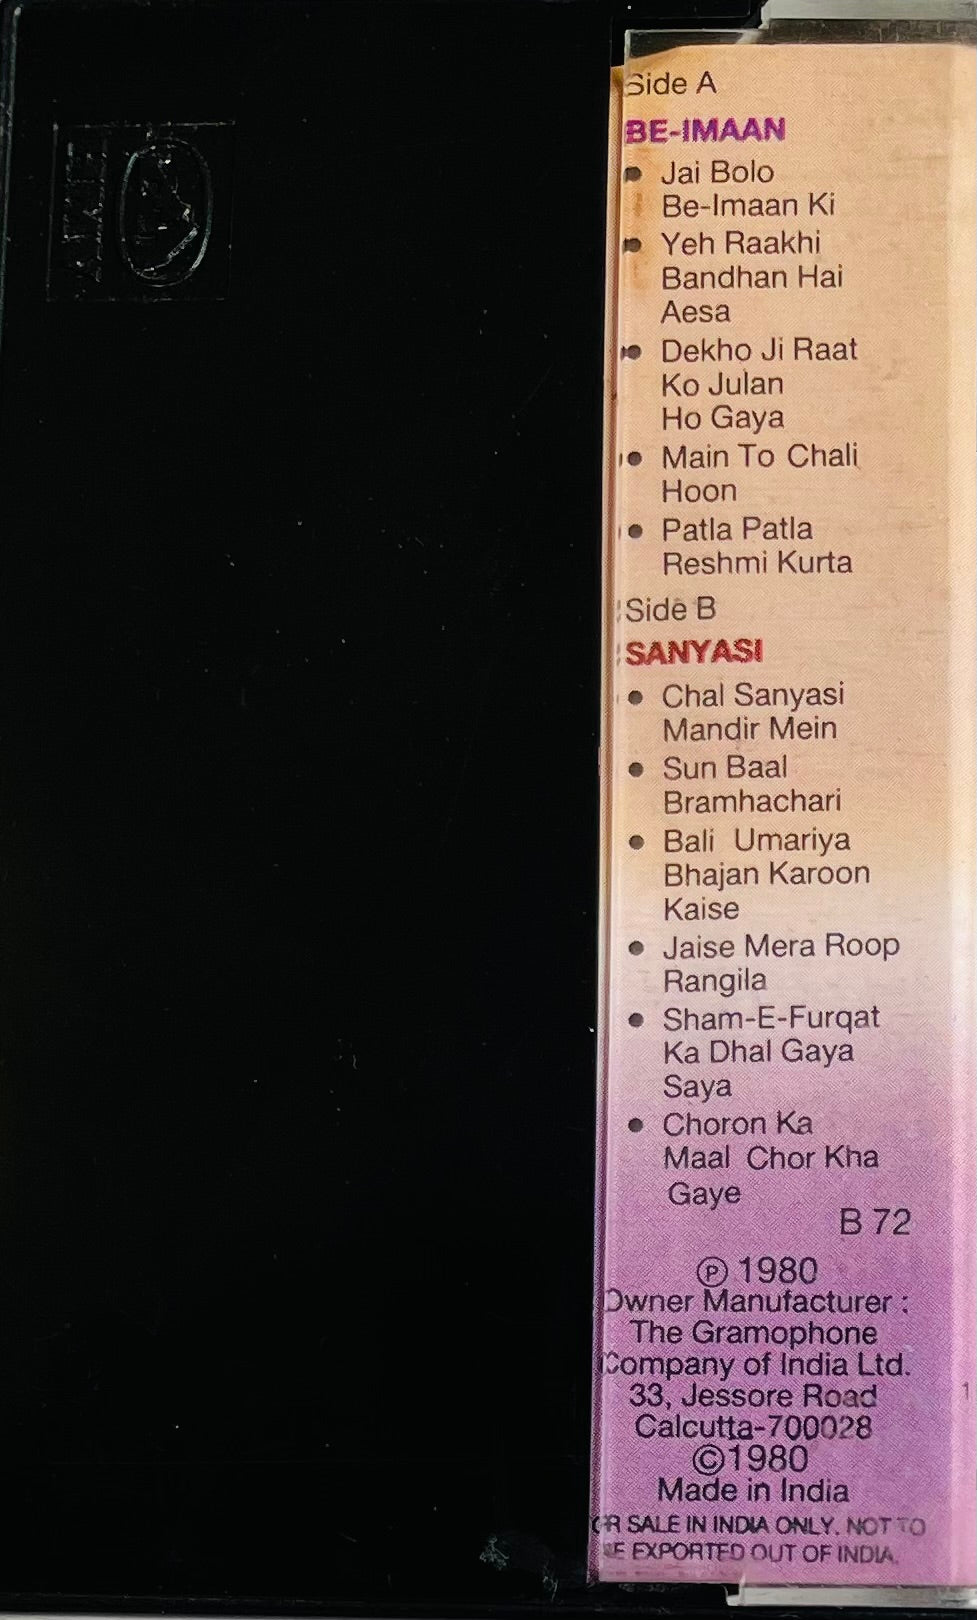 Side A
BE-IMAAN
• Jai Bolo
Be-Imaan Ki
• Yeh Raakhi
Bandhan Hai
Aesa
• Dekho Ji Raat
Ko Julan
Ho Gaya
• Main To Chali
Hoon
• Patla Patla
Reshmi Kurta
Side B
SANYASI
• Chal Sanyasi
Mandir Mein
• Sun Baal
Bramhachari
• Bali Umariya
Bhajan Karoon
Kaise
• Jaise Mera Roop
Rangila
• Sham-E-Furqat
Ka Dhal Gaya
Saya
• Choron Ka
Maal Chor Kha
Gaye
B 72
℗ 1980
Owner Manufacturer :
The Gramophone
Company of India Ltd.
33, Jessore Road
Calcutta-700028
©1980
Made in India
OR SALE IN INDIA ONLY. NOT TO
BE EXPORTED OUT OF INDIA.